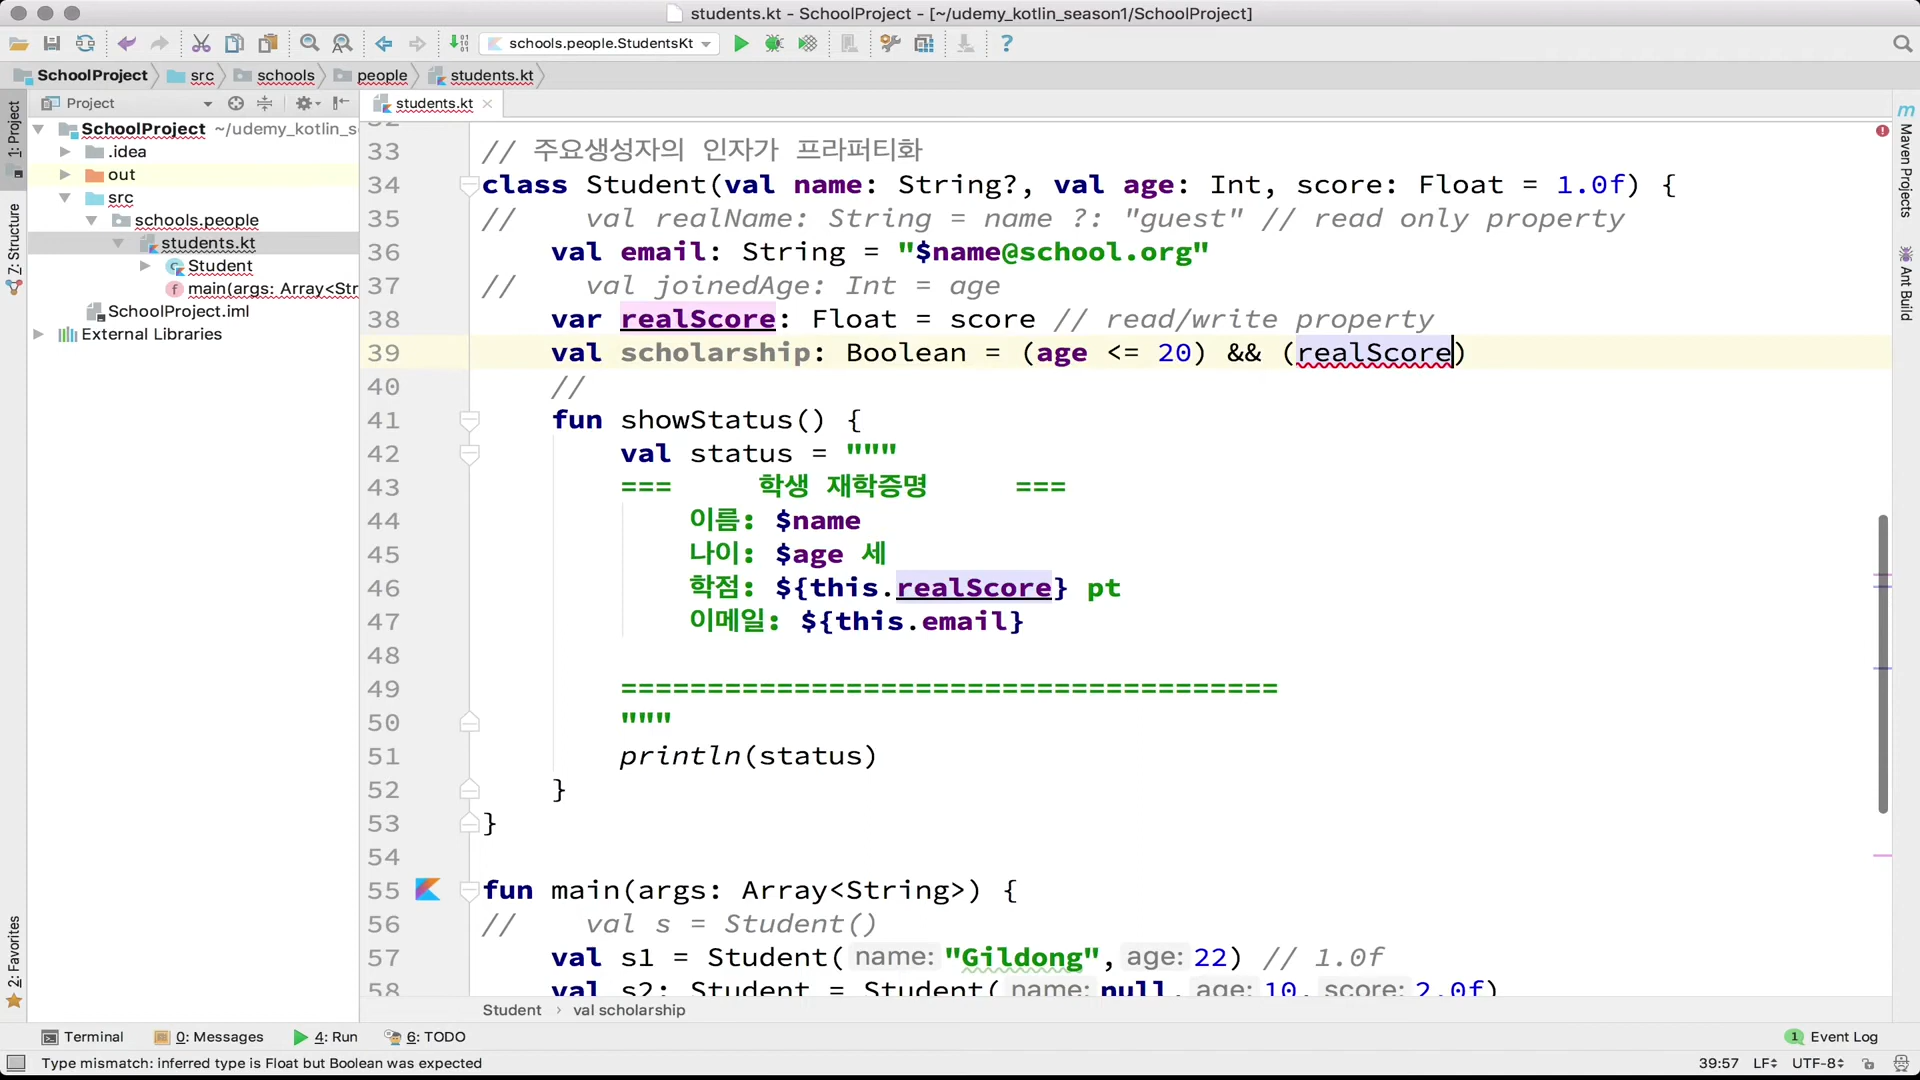 students.kt - SchoolProject - [~/udemy_kotlin_season1/SchoolProject]
schools.people.StudentsKt
SchoolProject src schools people students.kt
Project
students.kt
1: Project
Z: Structure
2: Favorites
SchoolProject ~/udemy_kotlin_s
.idea
out
src
schools.people
students.kt
Student
main(args: Array<Str
SchoolProject.iml
External Libraries
33 // 주요생성자의 인자가 프라퍼티화
34 class Student(val name: String?, val age: Int, score: Float = 1.0f) {
35 // val realName: String = name ?: "guest" // read only property
36 val email: String = "$name@school.org"
37 // val joinedAge: Int = age
38 var realScore: Float = score // read/write property
39 val scholarship: Boolean = (age <= 20) && (realScore)
40 //
41 fun showStatus() {
42 val status = """
43 === 학생 재학증명 ===
44 이름: $name
45 나이: $age 세
46 학점: ${this.realScore} pt
47 이메일: ${this.email}
48
49 ======================================
50 """
51 println(status)
52 }
53 }
54
55 fun main(args: Array<String>) {
56 // val s = Student()
57 val s1 = Student( name: "Gildong", age: 22) // 1.0f
58 val s2: Student = Student( name: null, age: 10, score: 2.0f)
Student › val scholarship
m Maven Projects
Ant Build
Terminal 0: Messages 4: Run 6: TODO 1 Event Log
Type mismatch: inferred type is Float but Boolean was expected 39:57 LF UTF-8